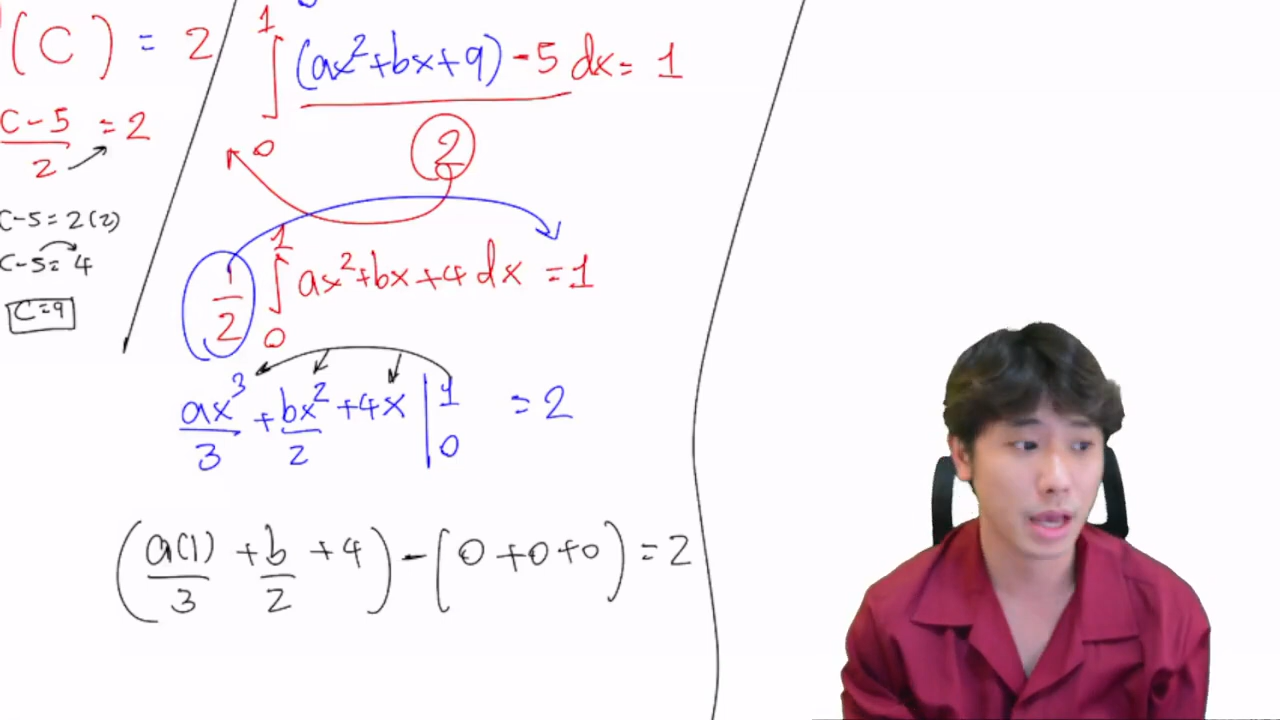 (C) = 2
C-5/2 = 2
C-5 = 2(2)
C-5 = 4
C=9
∫₀¹ (ax²+bx+9) -5 dx = 1
2
1/2 ∫₀¹ ax²+bx+4 dx = 1
ax³/3 + bx²/2 + 4x |₀¹ = 2
(a(1)/3 + b/2 + 4) - (0+0+0) = 2